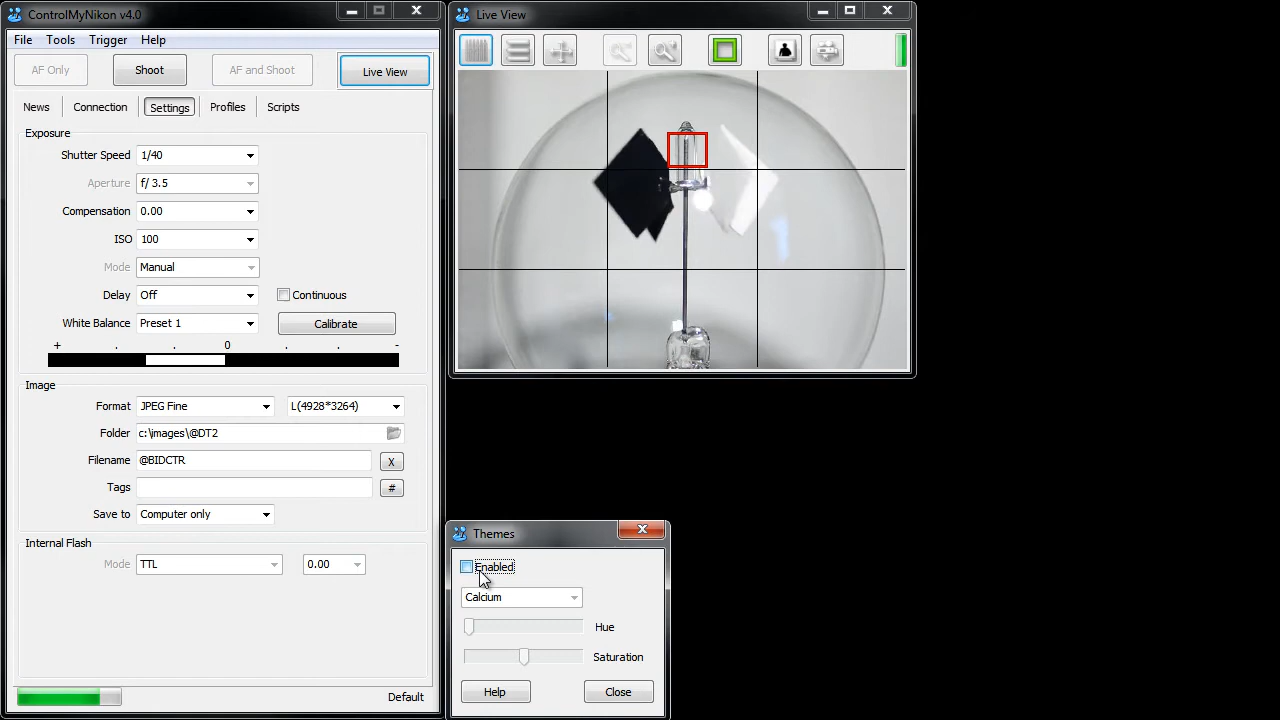 ControlMyNikon v4.0
File Tools Trigger Help
AF Only Shoot AF and Shoot Live View
News Connection Settings Profiles Scripts
Exposure
Shutter Speed 1/40
Aperture f/ 3.5
Compensation 0.00
ISO 100
Mode Manual
Delay Off Continuous
White Balance Preset 1 Calibrate
+ . . 0 . . -
Image
Format JPEG Fine L(4928*3264)
Folder c:\images\@DT2
Filename @BIDCTR X
Tags #
Save to Computer only
Internal Flash
Mode TTL 0.00
Default
Live View
Themes
Enabled
Calcium
Hue
Saturation
Help Close